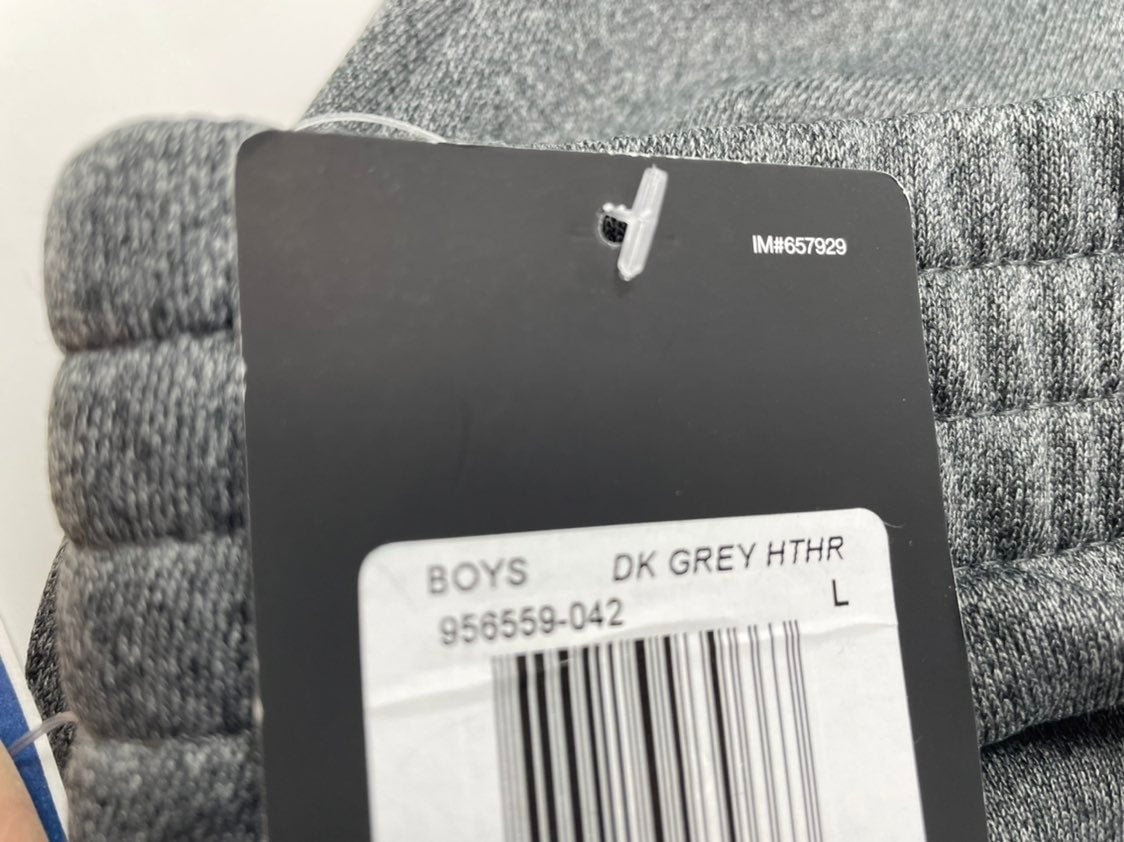 IM#657929
BOYS DK GREY HTHR
956559-042 L